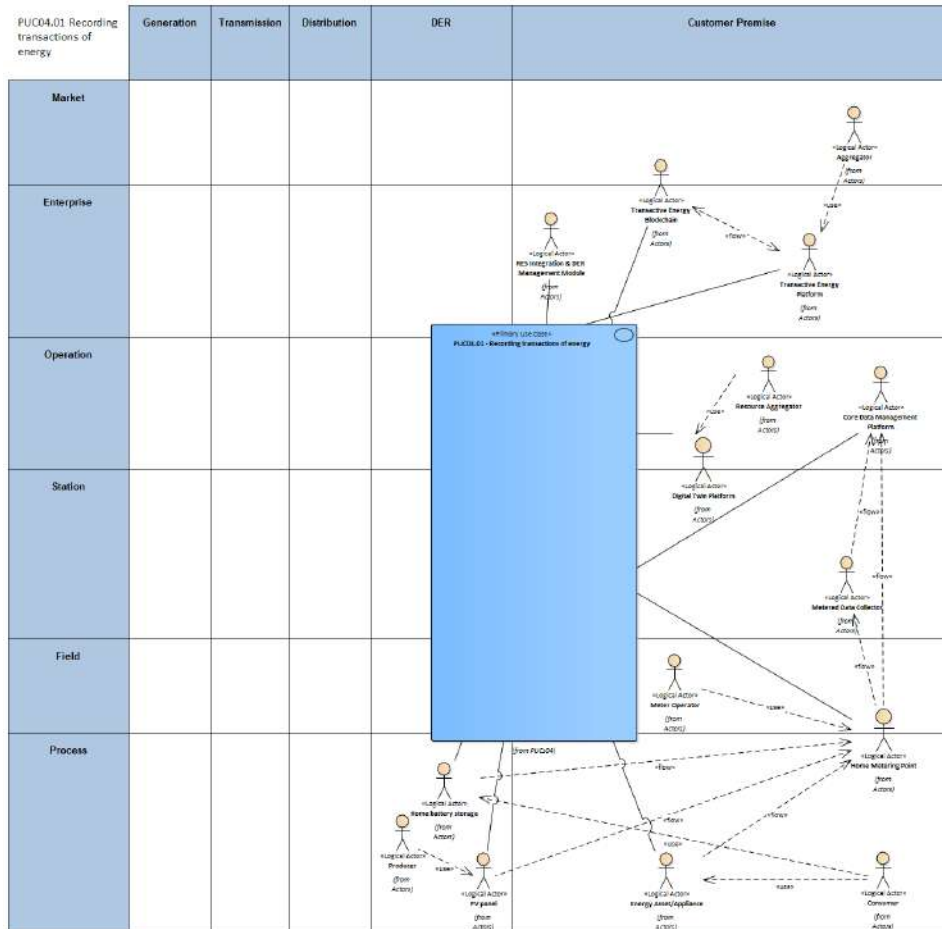 PUC04.01 Recording
transactions of
energy
Generation
Transmission
Distribution
DER
Customer Premise
Market
«Logical Actor»
Aggregator
(from
Actors)
Enterprise
«Logical Actor»
Transactive Energy
Blockchain
(from
Actors)
«use»
«flow»
«Logical Actor»
RES Integration & DER
Management Module
(from
Actors)
«Logical Actor»
Transactive Energy
Platform
(from
Actors)
«Primary use case»
PUC04.01 - Recording transactions of energy
Operation
«Logical Actor»
Resource Aggregator
(from
Actors)
«use»
«Logical Actor»
Core Data Management
Platform
(from
Actors)
Station
«Logical Actor»
Digital Twin Platform
(from
Actors)
«flow»
«flow»
«Logical Actor»
Metered Data Collector
(from
Actors)
Field
«flow»
«Logical Actor»
Meter Operator
(from
Actors)
«use»
Process
(from PUCs04)
«Logical Actor»
Home Metering Point
(from
Actors)
«flow»
«Logical Actor»
Home battery storage
(from
Actors)
«flow»
«flow»
«Logical Actor»
Producer
(from
Actors)
«use»
«use»
«Logical Actor»
PV panel
(from
Actors)
«Logical Actor»
Energy Asset/Appliance
(from
Actors)
«use»
«Logical Actor»
Consumer
(from
Actors)